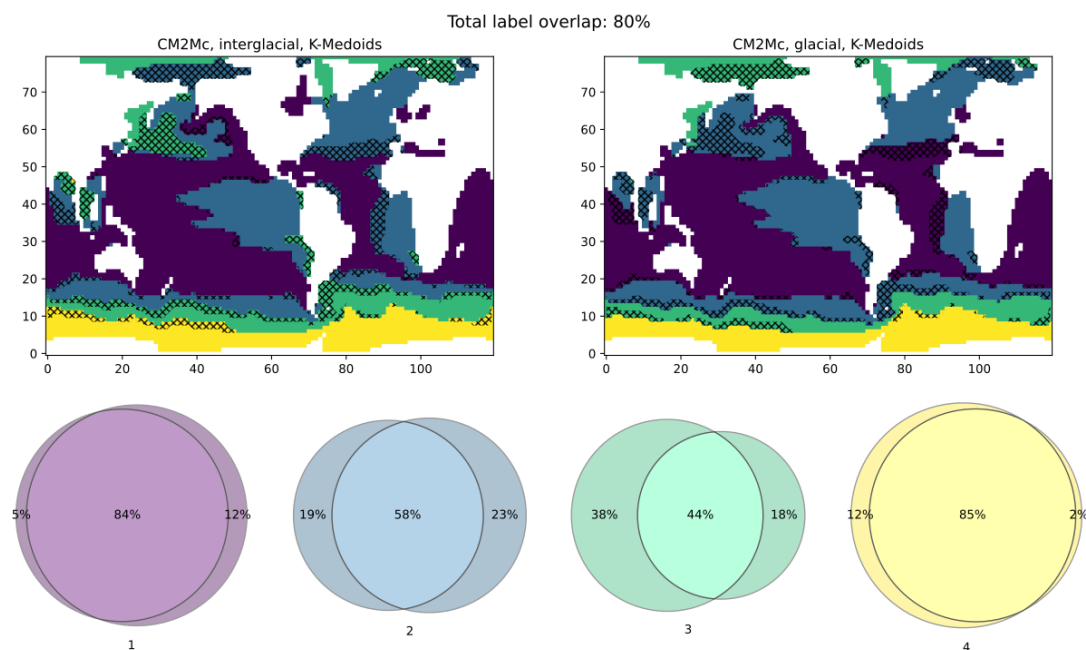 Total label overlap: 80%
CM2Mc, interglacial, K-Medoids
CM2Mc, glacial, K-Medoids
70
60
50
40
30
20
10
0
0 20 40 60 80 100
70
60
50
40
30
20
10
0
0 20 40 60 80 100
5% 84% 12%
19% 58% 23%
38% 44% 18%
12% 85% 2%
1
2
3
4